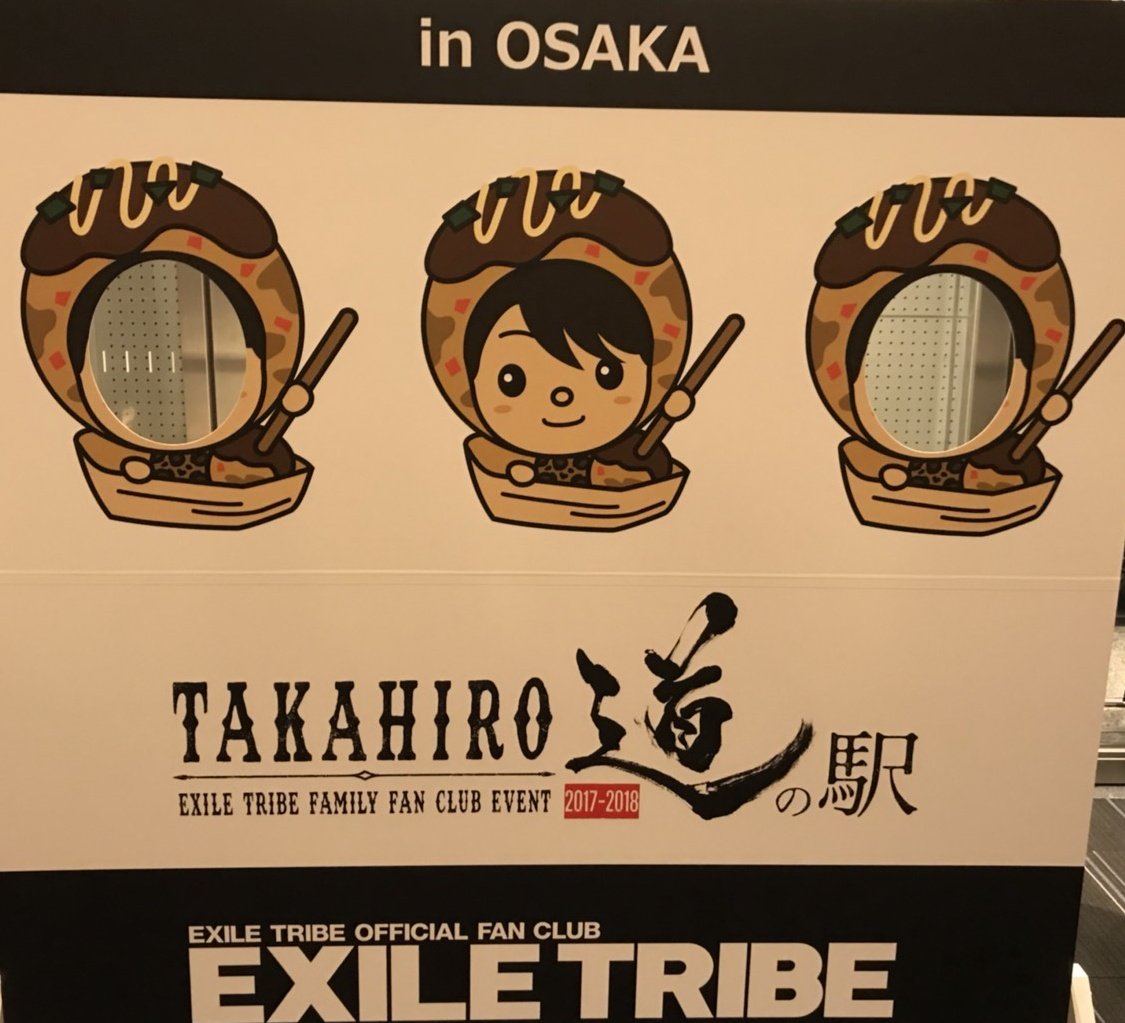 in OSAKA
TAKAHIRO 道の駅
EXILE TRIBE FAMILY FAN CLUB EVENT 2017-2018
EXILE TRIBE OFFICIAL FAN CLUB
EXILE TRIBE